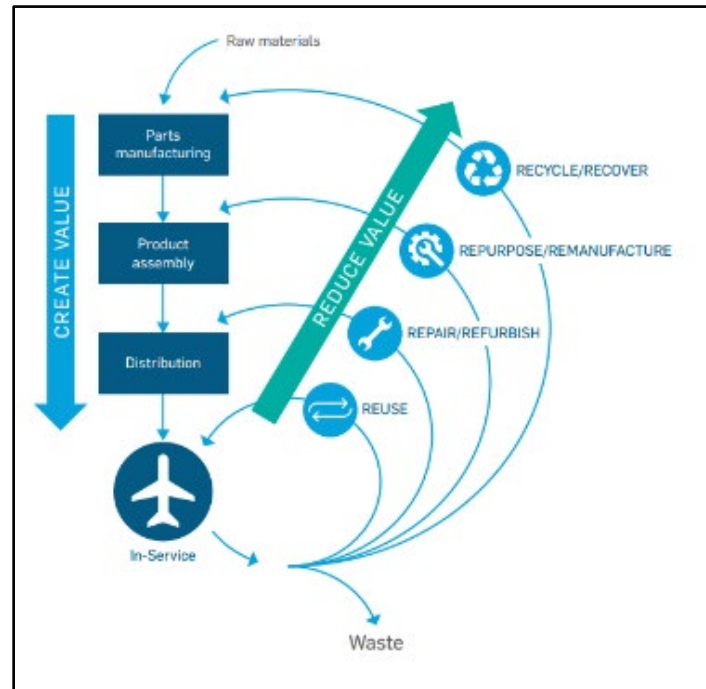 Raw materials
Parts
manufacturing
RECYCLE/RECOVER
CREATE VALUE
REDUCE VALUE
Product
assembly
REPURPOSE/REMANUFACTURE
Distribution
REPAIR/REFURBISH
REUSE
In-Service
Waste